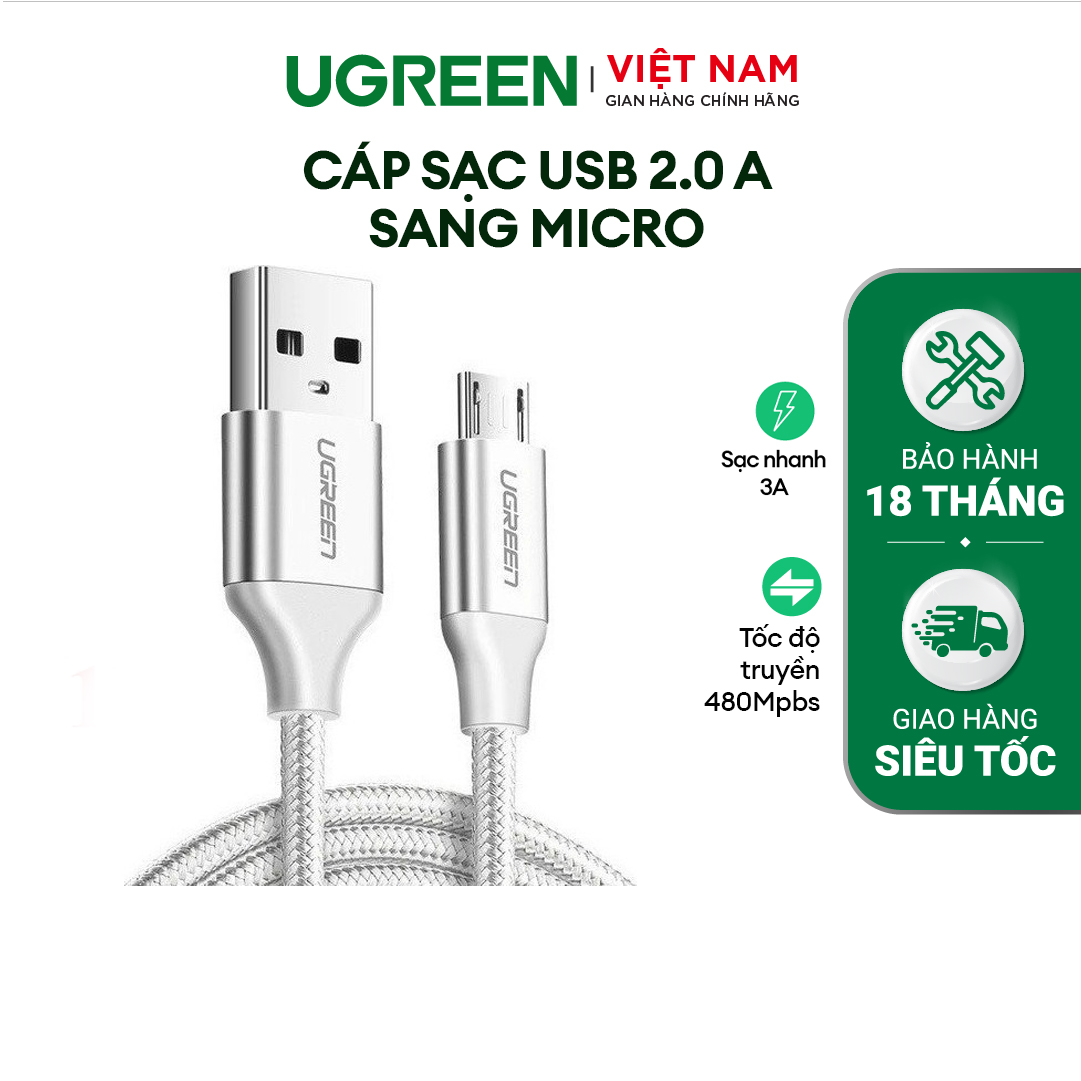 UGREEN
VIỆT NAM
GIAN HÀNG CHÍNH HÃNG
CÁP SẠC USB 2.0 A
SANG MICRO
UGREEN
UGREEN
Sạc nhanh
3A
Tốc độ
truyền
480Mpbs
BẢO HÀNH
18 THÁNG
GIAO HÀNG
SIÊU TỐC